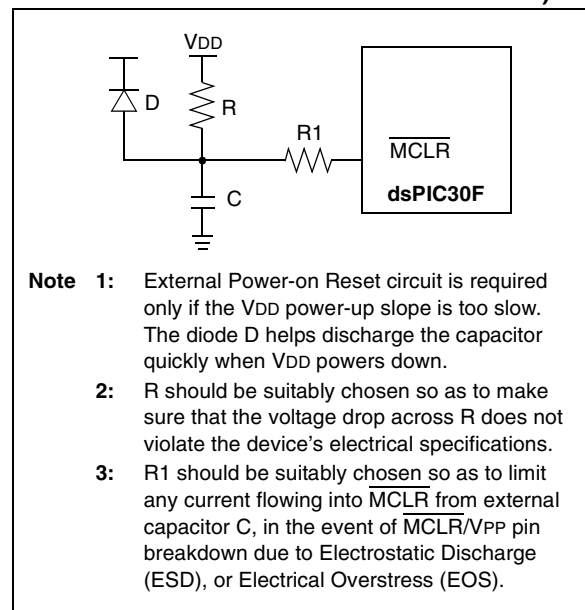 VDD
D
R
R1
MCLR
C
dsPIC30F
Note 1: External Power-on Reset circuit is required
only if the VDD power-up slope is too slow.
The diode D helps discharge the capacitor
quickly when VDD powers down.
2: R should be suitably chosen so as to make
sure that the voltage drop across R does not
violate the device's electrical specifications.
3: R1 should be suitably chosen so as to limit
any current flowing into MCLR from external
capacitor C, in the event of MCLR/VPP pin
breakdown due to Electrostatic Discharge
(ESD), or Electrical Overstress (EOS).